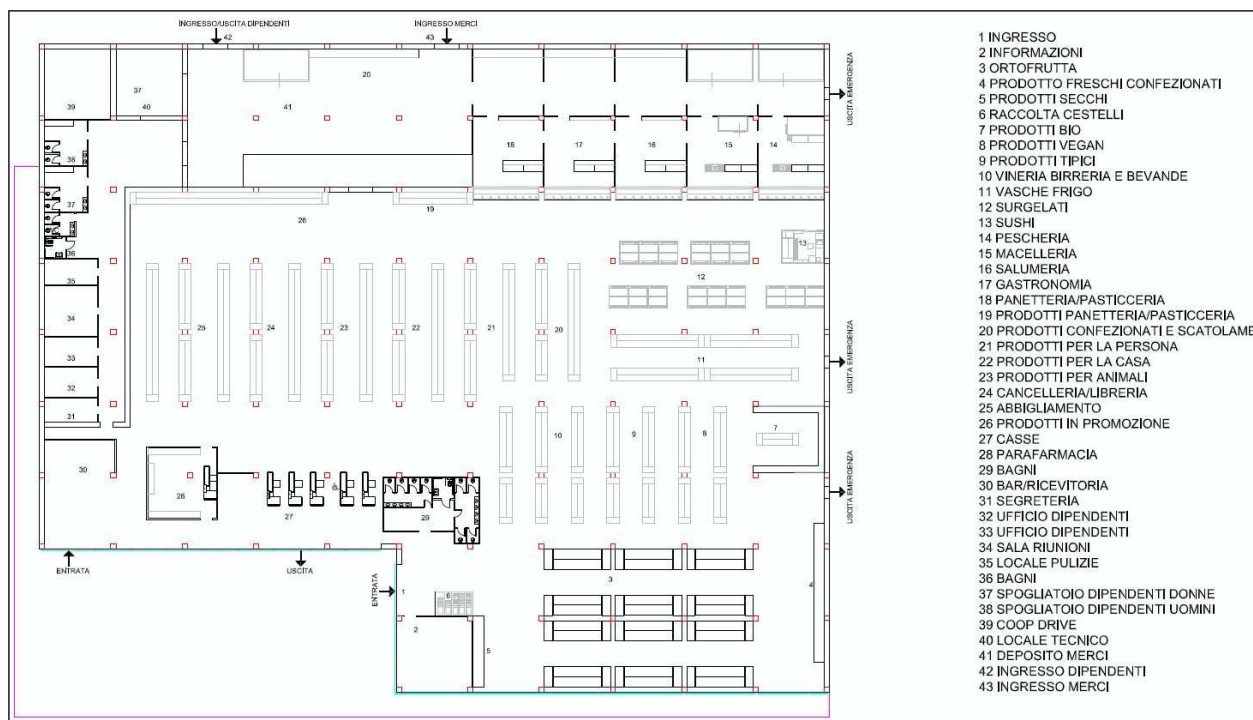 INGRESSO/USCITA DIPENDENTI
INGRESSO MERCI
42
43
20
37
39
40
41
USCITA EMERGENZA
38
18
17
16
15
14
37
26
19
13
36
35
12
34
25
24
23
22
21
20
33
11
USCITA EMERGENZA
32
31
10
9
8
7
30
28
27
29
USCITA EMERGENZA
ENTRATA
USCITA
ENTRATA
1
6
3
4
2
5
1 INGRESSO
2 INFORMAZIONI
3 ORTOFRUTTA
4 PRODOTTO FRESCHI CONFEZIONATI
5 PRODOTTI SECCHI
6 RACCOLTA CESTELLI
7 PRODOTTI BIO
8 PRODOTTI VEGAN
9 PRODOTTI TIPICI
10 VINERIA BIRRERIA E BEVANDE
11 VASCHE FRIGO
12 SURGELATI
13 SUSHI
14 PESCHERIA
15 MACELLERIA
16 SALUMERIA
17 GASTRONOMIA
18 PANETTERIA/PASTICCERIA
19 PRODOTTI PANETTERIA/PASTICCERIA
20 PRODOTTI CONFEZIONATI E SCATOLAME
21 PRODOTTI PER LA PERSONA
22 PRODOTTI PER LA CASA
23 PRODOTTI PER ANIMALI
24 CANCELLERIA/LIBRERIA
25 ABBIGLIAMENTO
26 PRODOTTI IN PROMOZIONE
27 CASSE
28 PARAFARMACIA
29 BAGNI
30 BAR/RICEVITORIA
31 SEGRETERIA
32 UFFICIO DIPENDENTI
33 UFFICIO DIPENDENTI
34 SALA RIUNIONI
35 LOCALE PULIZIE
36 BAGNI
37 SPOGLIATOIO DIPENDENTI DONNE
38 SPOGLIATOIO DIPENDENTI UOMINI
39 COOP DRIVE
40 LOCALE TECNICO
41 DEPOSITO MERCI
42 INGRESSO DIPENDENTI
43 INGRESSO MERCI